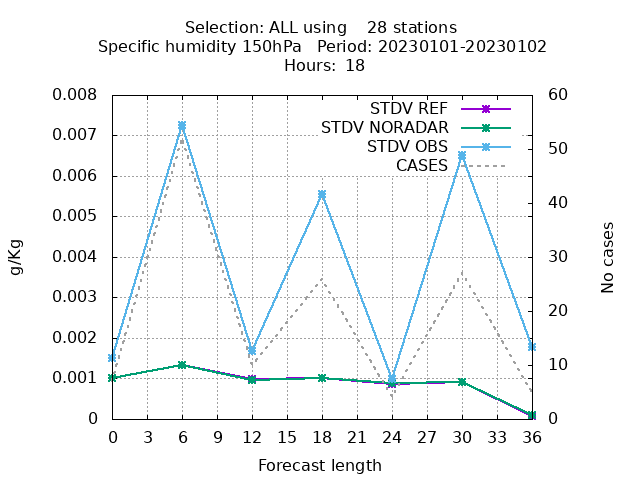 Selection: ALL using    28 stations
Specific humidity 150hPa   Period: 20230101-20230102
Hours: 18
STDV REF
STDV NORADAR
STDV OBS
CASES
0.008
0.007
0.006
0.005
0.004
0.003
0.002
0.001
0
g/Kg
60
50
40
30
20
10
0
No cases
0 3 6 9 12 15 18 21 24 27 30 33 36
Forecast length